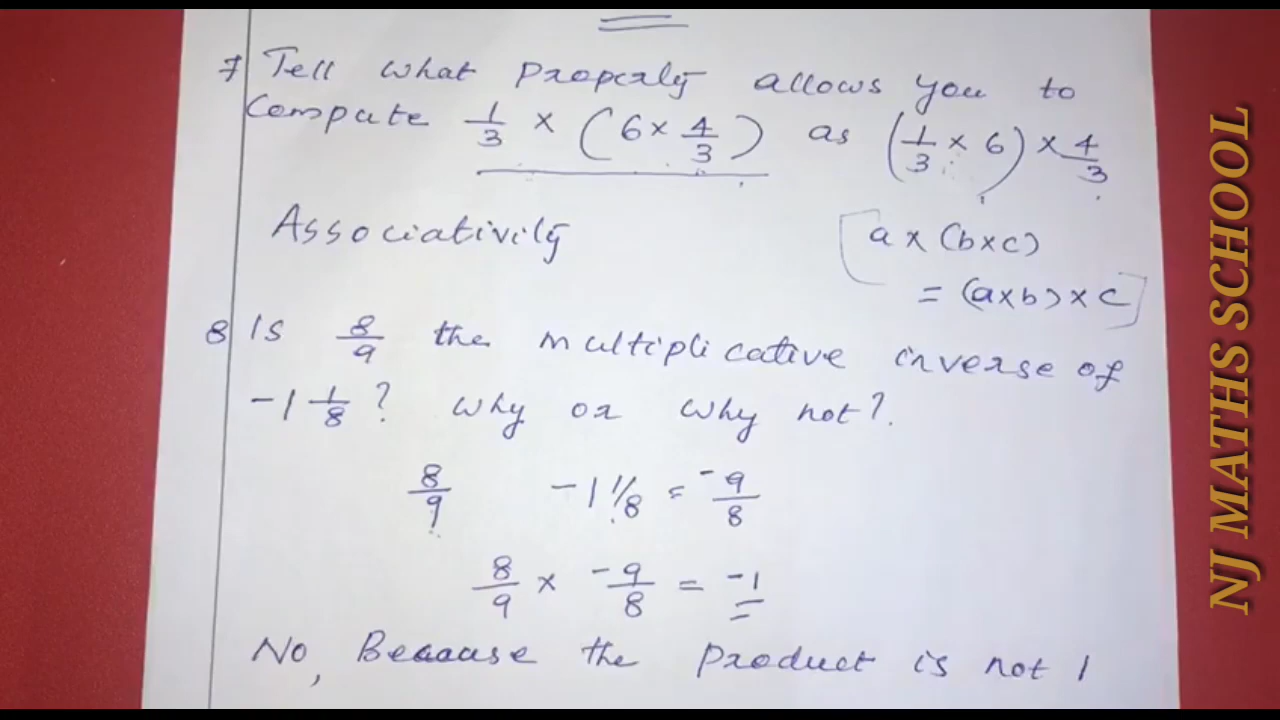 7 Tell what Property allows you to
Compute 1/3 × (6 × 4/3) as (1/3 × 6) × 4/3
Associativity
[a × (b×c)
= (a×b) × c]
8 Is 8/9 the multiplicative inverse of
-1 1/8? Why or Why not?.
8/9 -1 1/8 = -9/8
8/9 × -9/8 = -1
No, Because the product is not 1
NJ MATHS SCHOOL